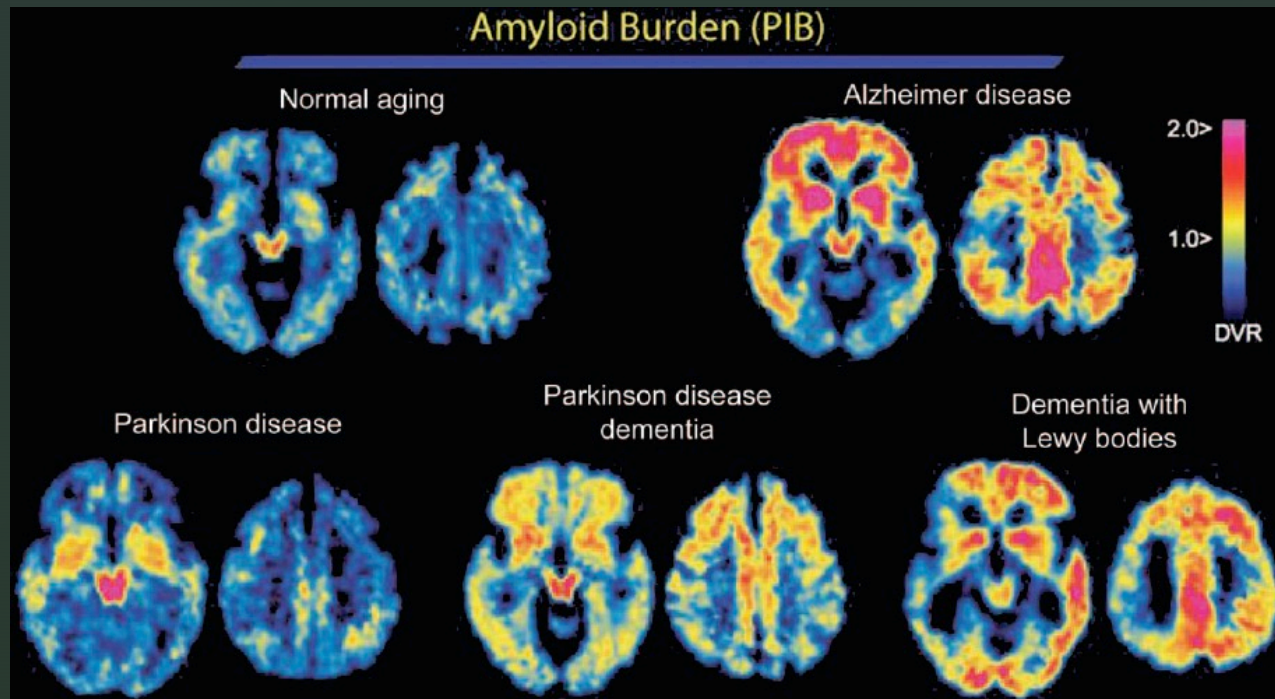 Amyloid Burden (PIB)
Normal aging
Alzheimer disease
2.0>
1.0>
DVR
Parkinson disease
Parkinson disease
dementia
Dementia with
Lewy bodies